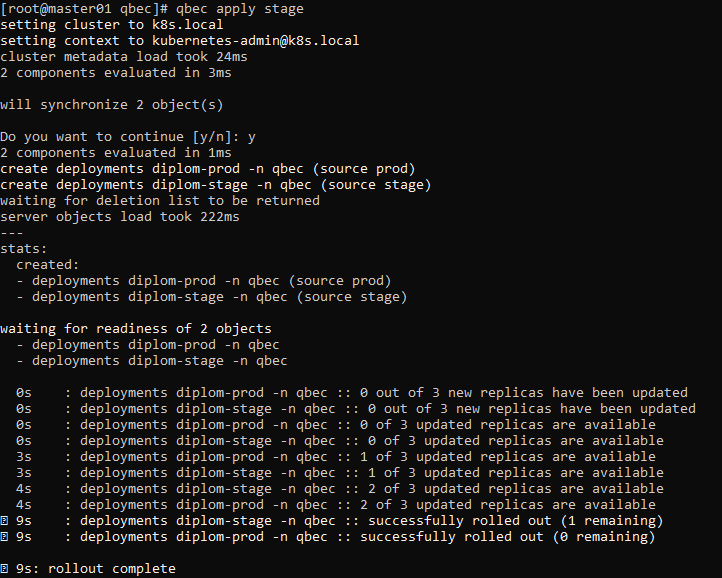 [root@master01 qbec]# qbec apply stage
setting cluster to k8s.local
setting context to kubernetes-admin@k8s.local
cluster metadata load took 24ms
2 components evaluated in 3ms
will synchronize 2 object(s)
Do you want to continue [y/n]: y
2 components evaluated in 1ms
create deployments diplom-prod -n qbec (source prod)
create deployments diplom-stage -n qbec (source stage)
waiting for deletion list to be returned
server objects load took 222ms
---
stats:
  created:
  - deployments diplom-prod -n qbec (source prod)
  - deployments diplom-stage -n qbec (source stage)
waiting for readiness of 2 objects
  - deployments diplom-prod -n qbec
  - deployments diplom-stage -n qbec
  0s    : deployments diplom-prod -n qbec :: 0 out of 3 new replicas have been updated
  0s    : deployments diplom-stage -n qbec :: 0 out of 3 new replicas have been updated
  0s    : deployments diplom-prod -n qbec :: 0 of 3 updated replicas are available
  0s    : deployments diplom-stage -n qbec :: 0 of 3 updated replicas are available
  3s    : deployments diplom-prod -n qbec :: 1 of 3 updated replicas are available
  3s    : deployments diplom-stage -n qbec :: 1 of 3 updated replicas are available
  4s    : deployments diplom-stage -n qbec :: 2 of 3 updated replicas are available
  4s    : deployments diplom-prod -n qbec :: 2 of 3 updated replicas are available
  9s    : deployments diplom-stage -n qbec :: successfully rolled out (1 remaining)
  9s    : deployments diplom-prod -n qbec :: successfully rolled out (0 remaining)
  9s: rollout complete